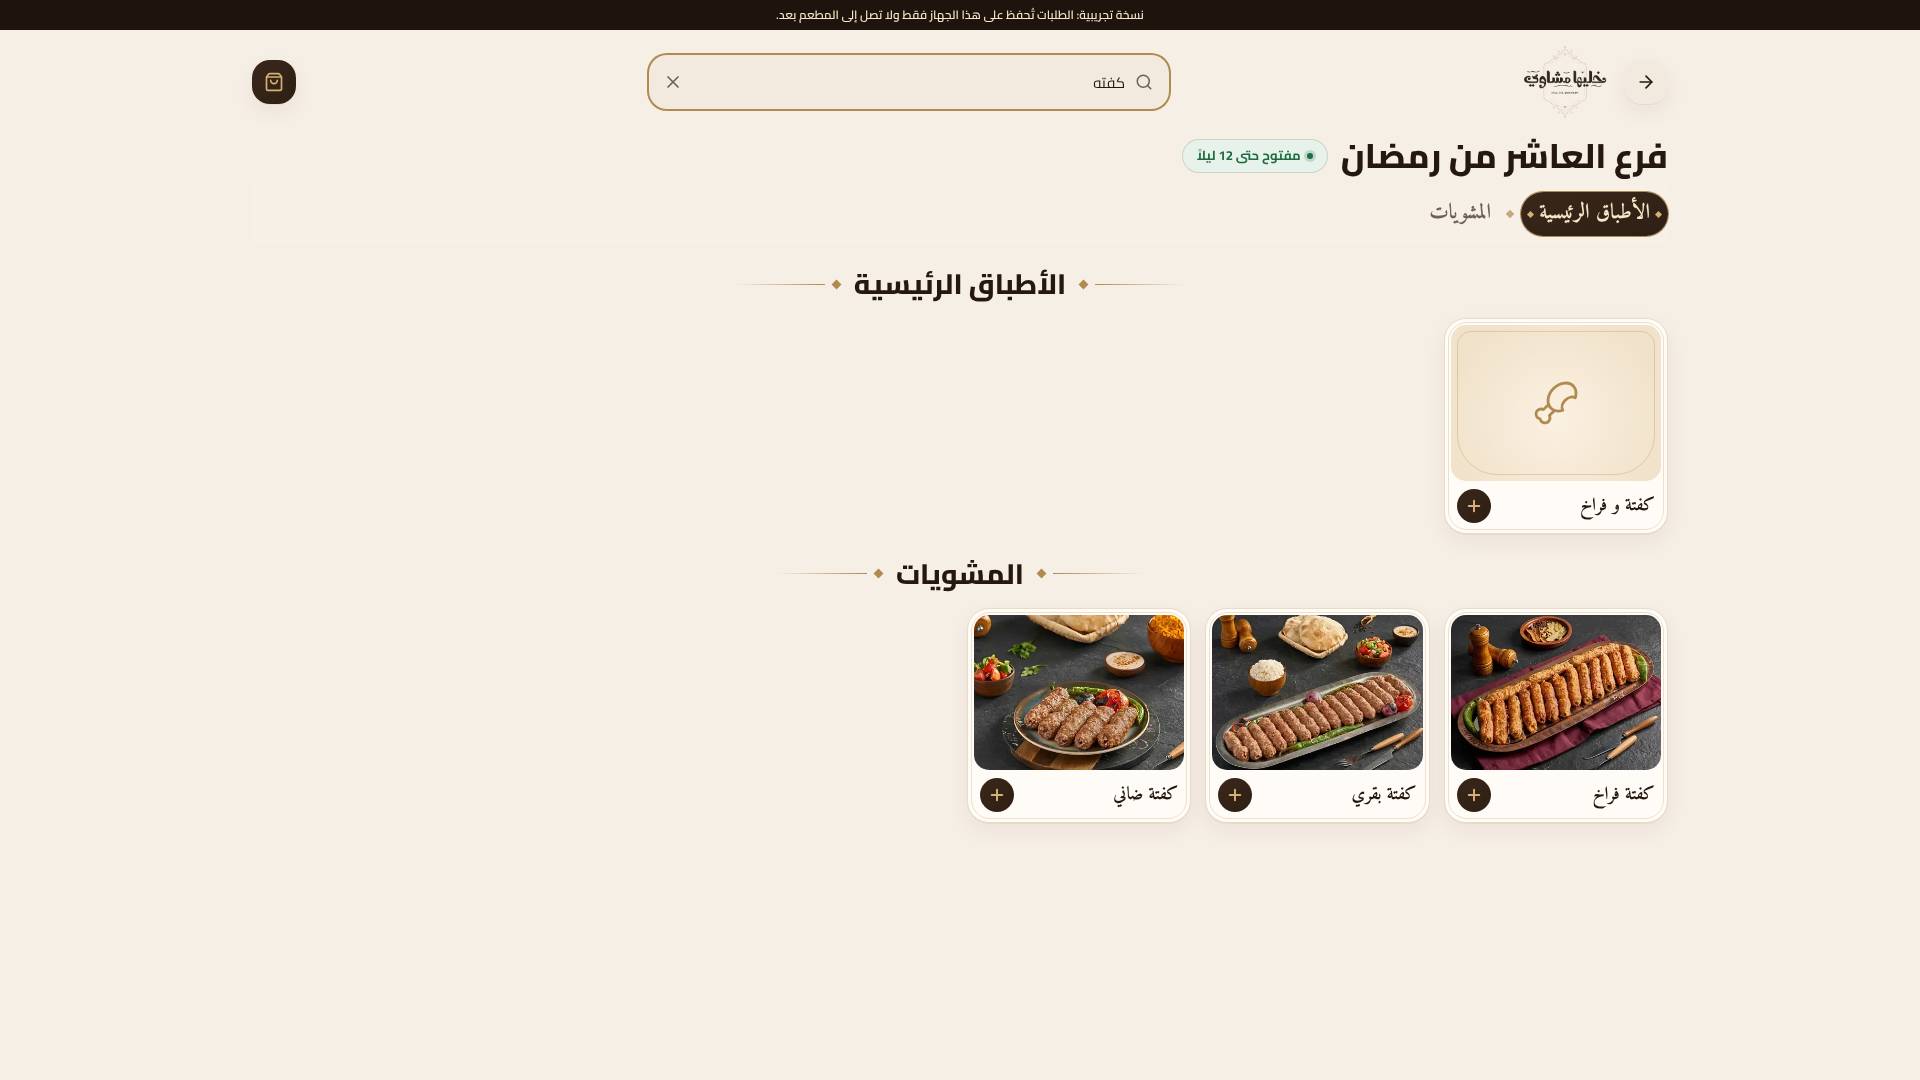 نسخة تجريبية: الطلبات تُحفظ على هذا الجهاز فقط ولا تصل إلى المطعم بعد.
خليها مشاوي
كفته
فرع العاشر من رمضان
مفتوح حتى 12 ليلاً
الأطباق الرئيسية
المشويات
الأطباق الرئيسية
كفتة و فراخ
المشويات
كفتة فراخ
كفتة بقري
كفتة ضاني